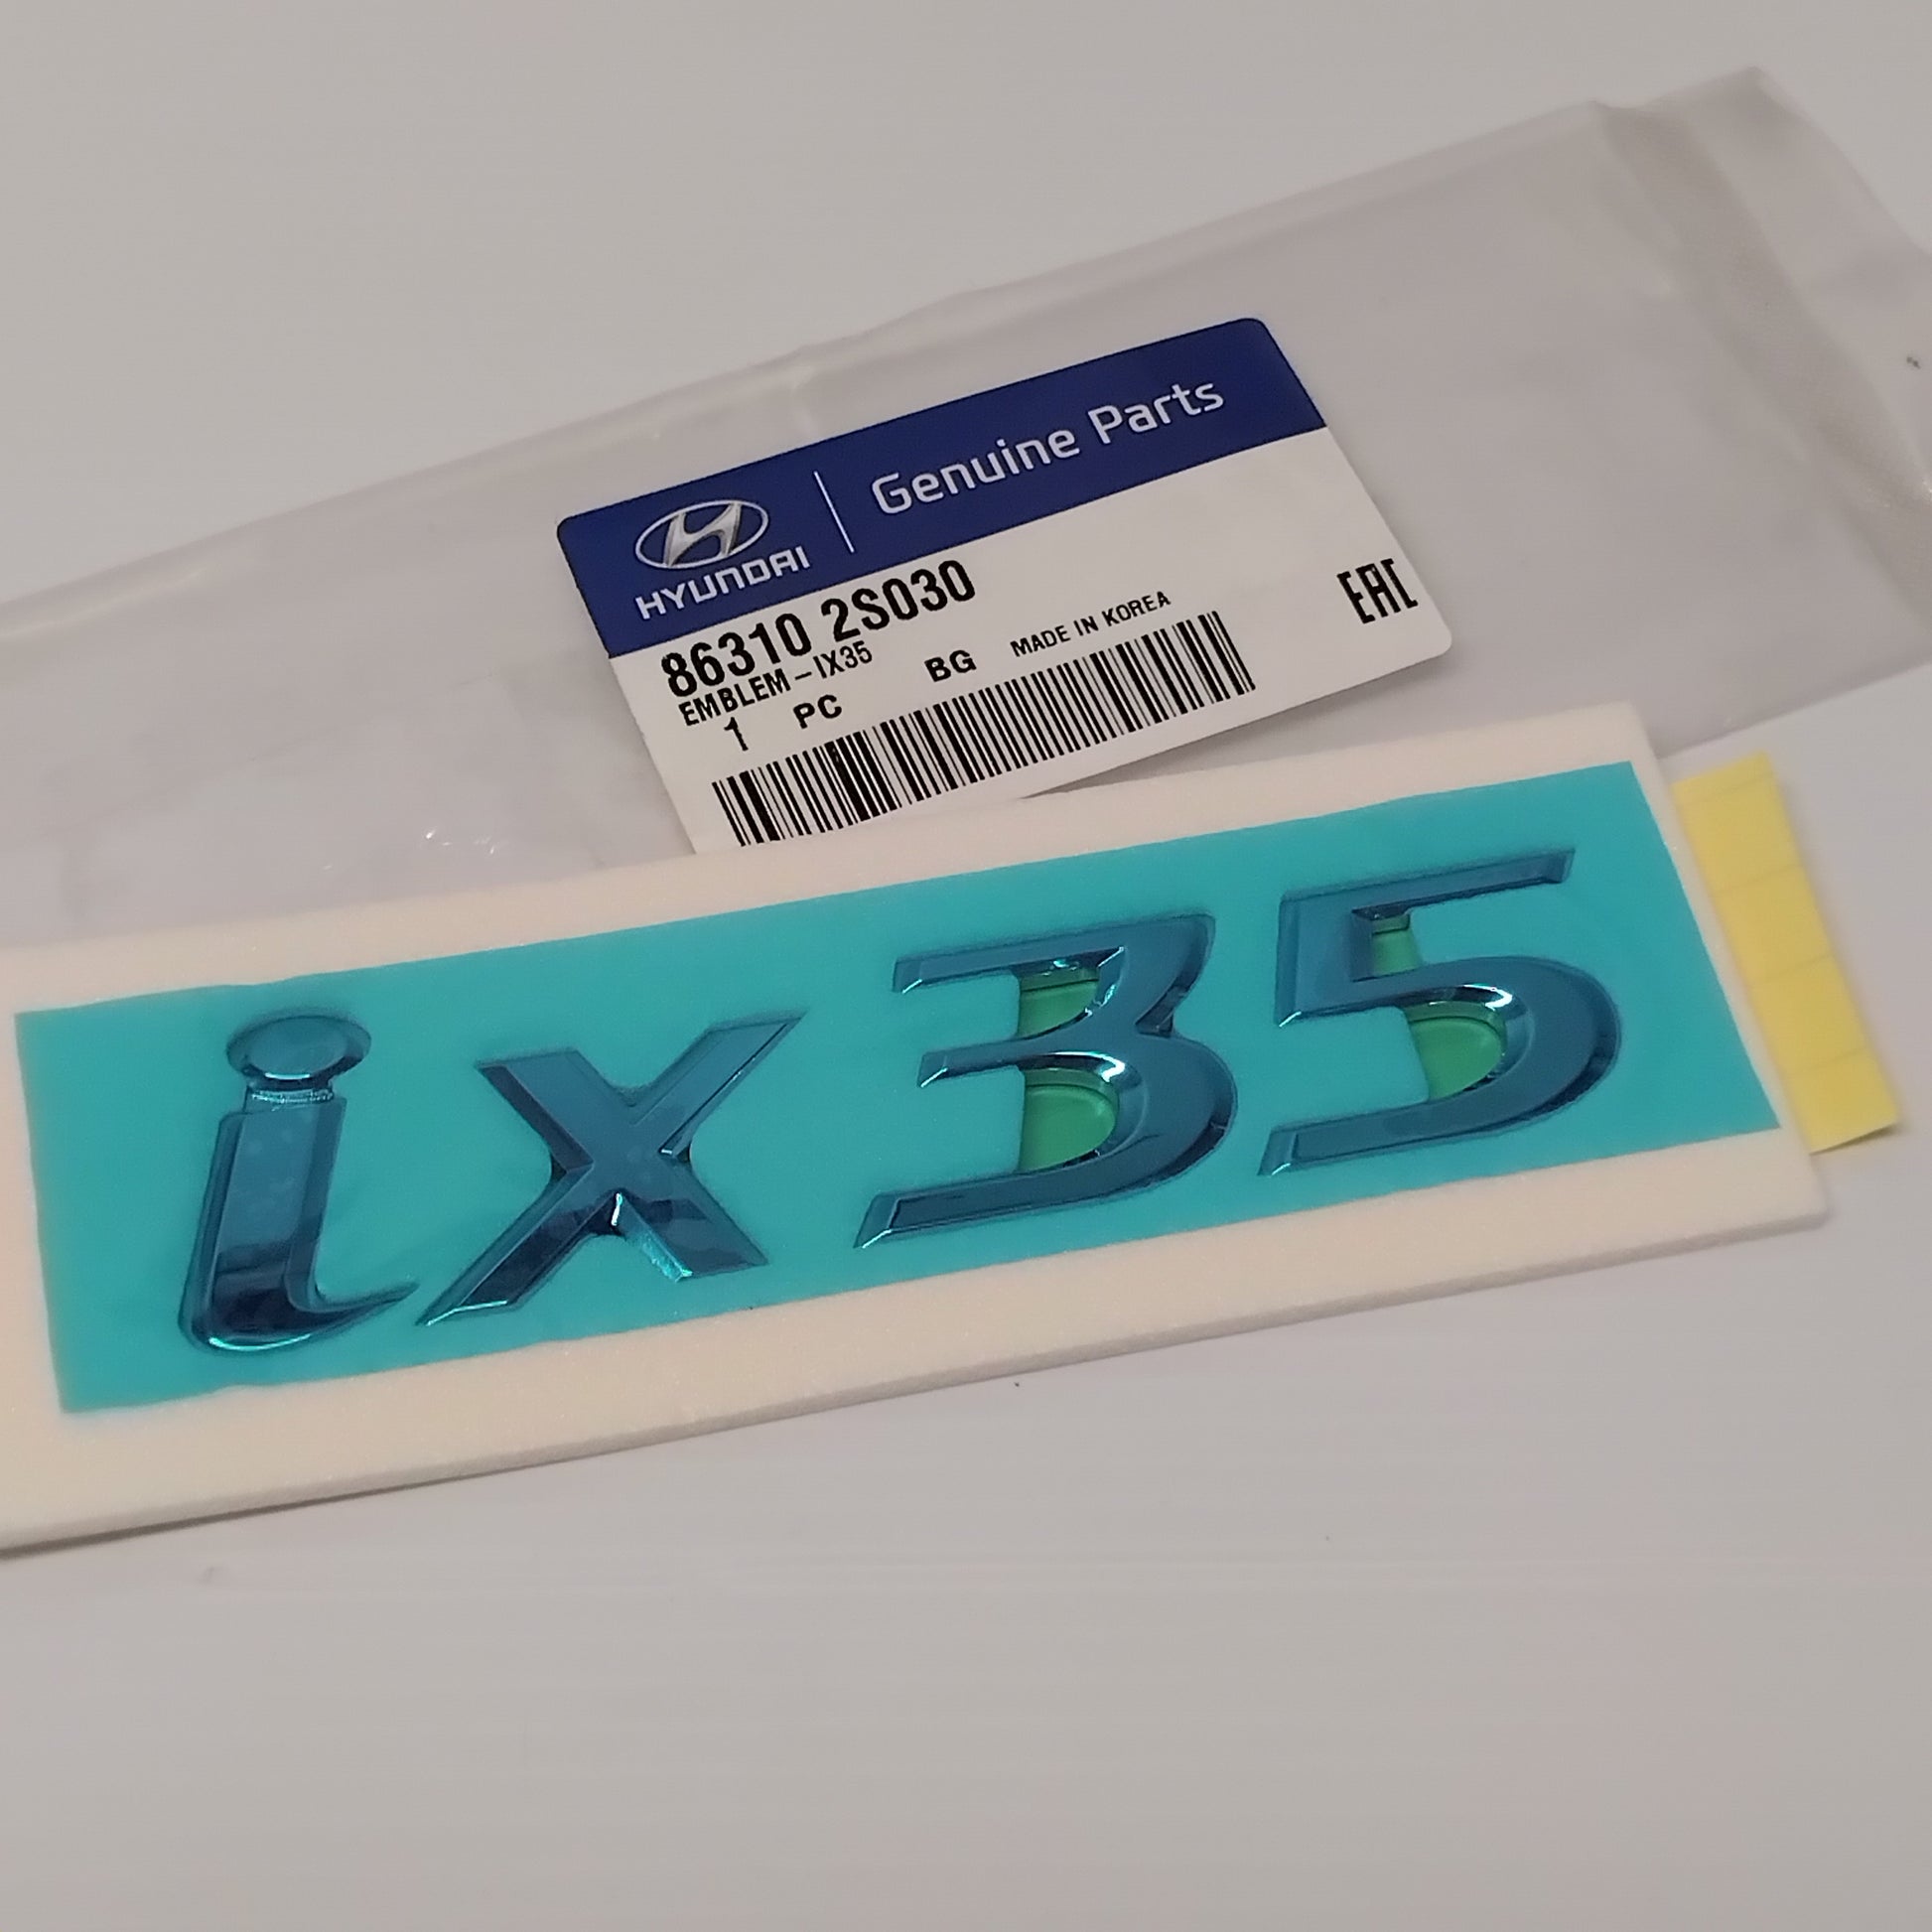 HYUNDAI
Genuine Parts
86310 2S030
EMBLEM-IX35
1 PC BG MADE IN KOREA
EAC
ix35